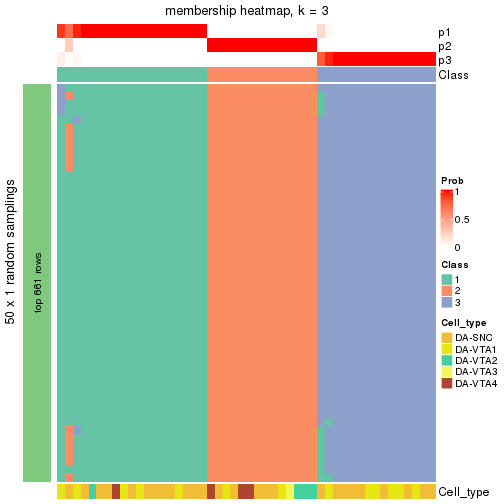 membership heatmap, k = 3
p1
p2
p3
Class
50 x 1 random samplings
top 661 rows
Prob
1
0.5
0
Class
1
2
3
Cell_type
DA-SNC
DA-VTA1
DA-VTA2
DA-VTA3
DA-VTA4
Cell_type